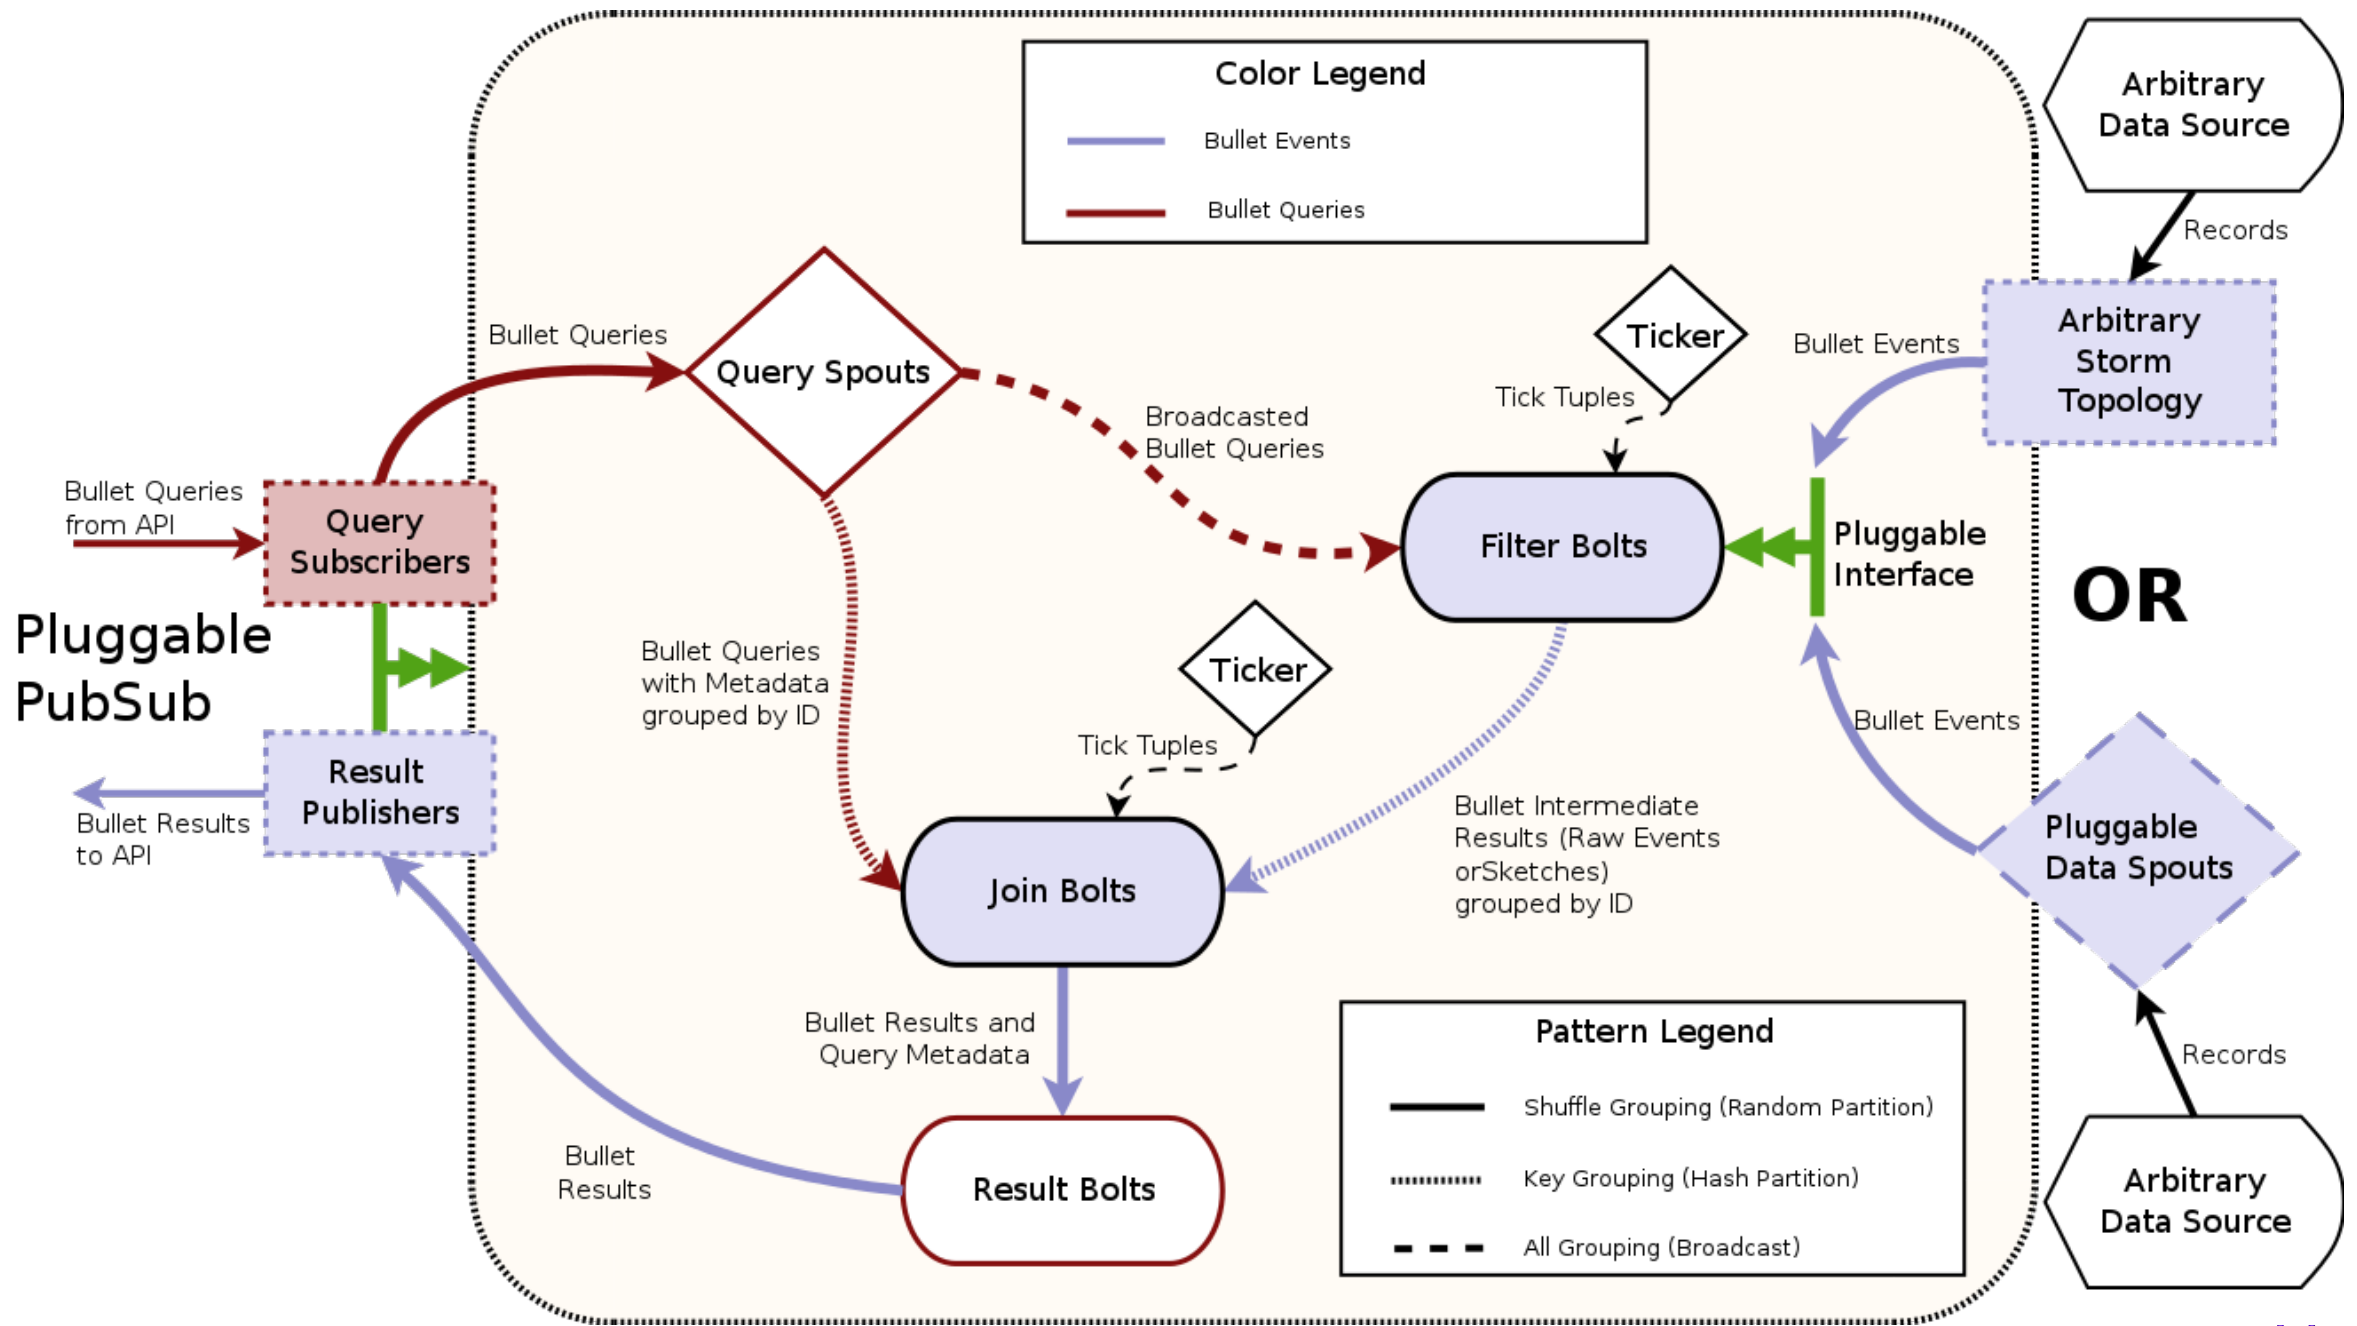 Color Legend
Bullet Events
Bullet Queries
Arbitrary
Data Source
Records
Arbitrary
Storm
Topology
Bullet Events
Ticker
Tick Tuples
Bullet Queries
Query Spouts
Broadcasted
Bullet Queries
Bullet Queries
from API
Query
Subscribers
Filter Bolts
Pluggable
Interface
OR
Pluggable
PubSub
Bullet Queries
with Metadata
grouped by ID
Ticker
Tick Tuples
Bullet Events
Result
Publishers
Bullet Results
to API
Bullet Intermediate
Results (Raw Events
orSketches)
grouped by ID
Pluggable
Data Spouts
Join Bolts
Bullet Results and
Query Metadata
Records
Pattern Legend
Shuffle Grouping (Random Partition)
Key Grouping (Hash Partition)
All Grouping (Broadcast)
Bullet
Results
Result Bolts
Arbitrary
Data Source